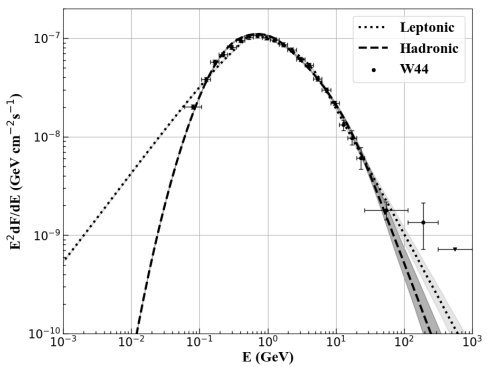 10⁻⁷
10⁻⁸
10⁻⁹
10⁻¹⁰
E²dF/dE (GeV cm⁻²s⁻¹)
Leptonic
Hadronic
W44
10⁻³ 10⁻² 10⁻¹ 10⁰ 10¹ 10² 10³
E (GeV)